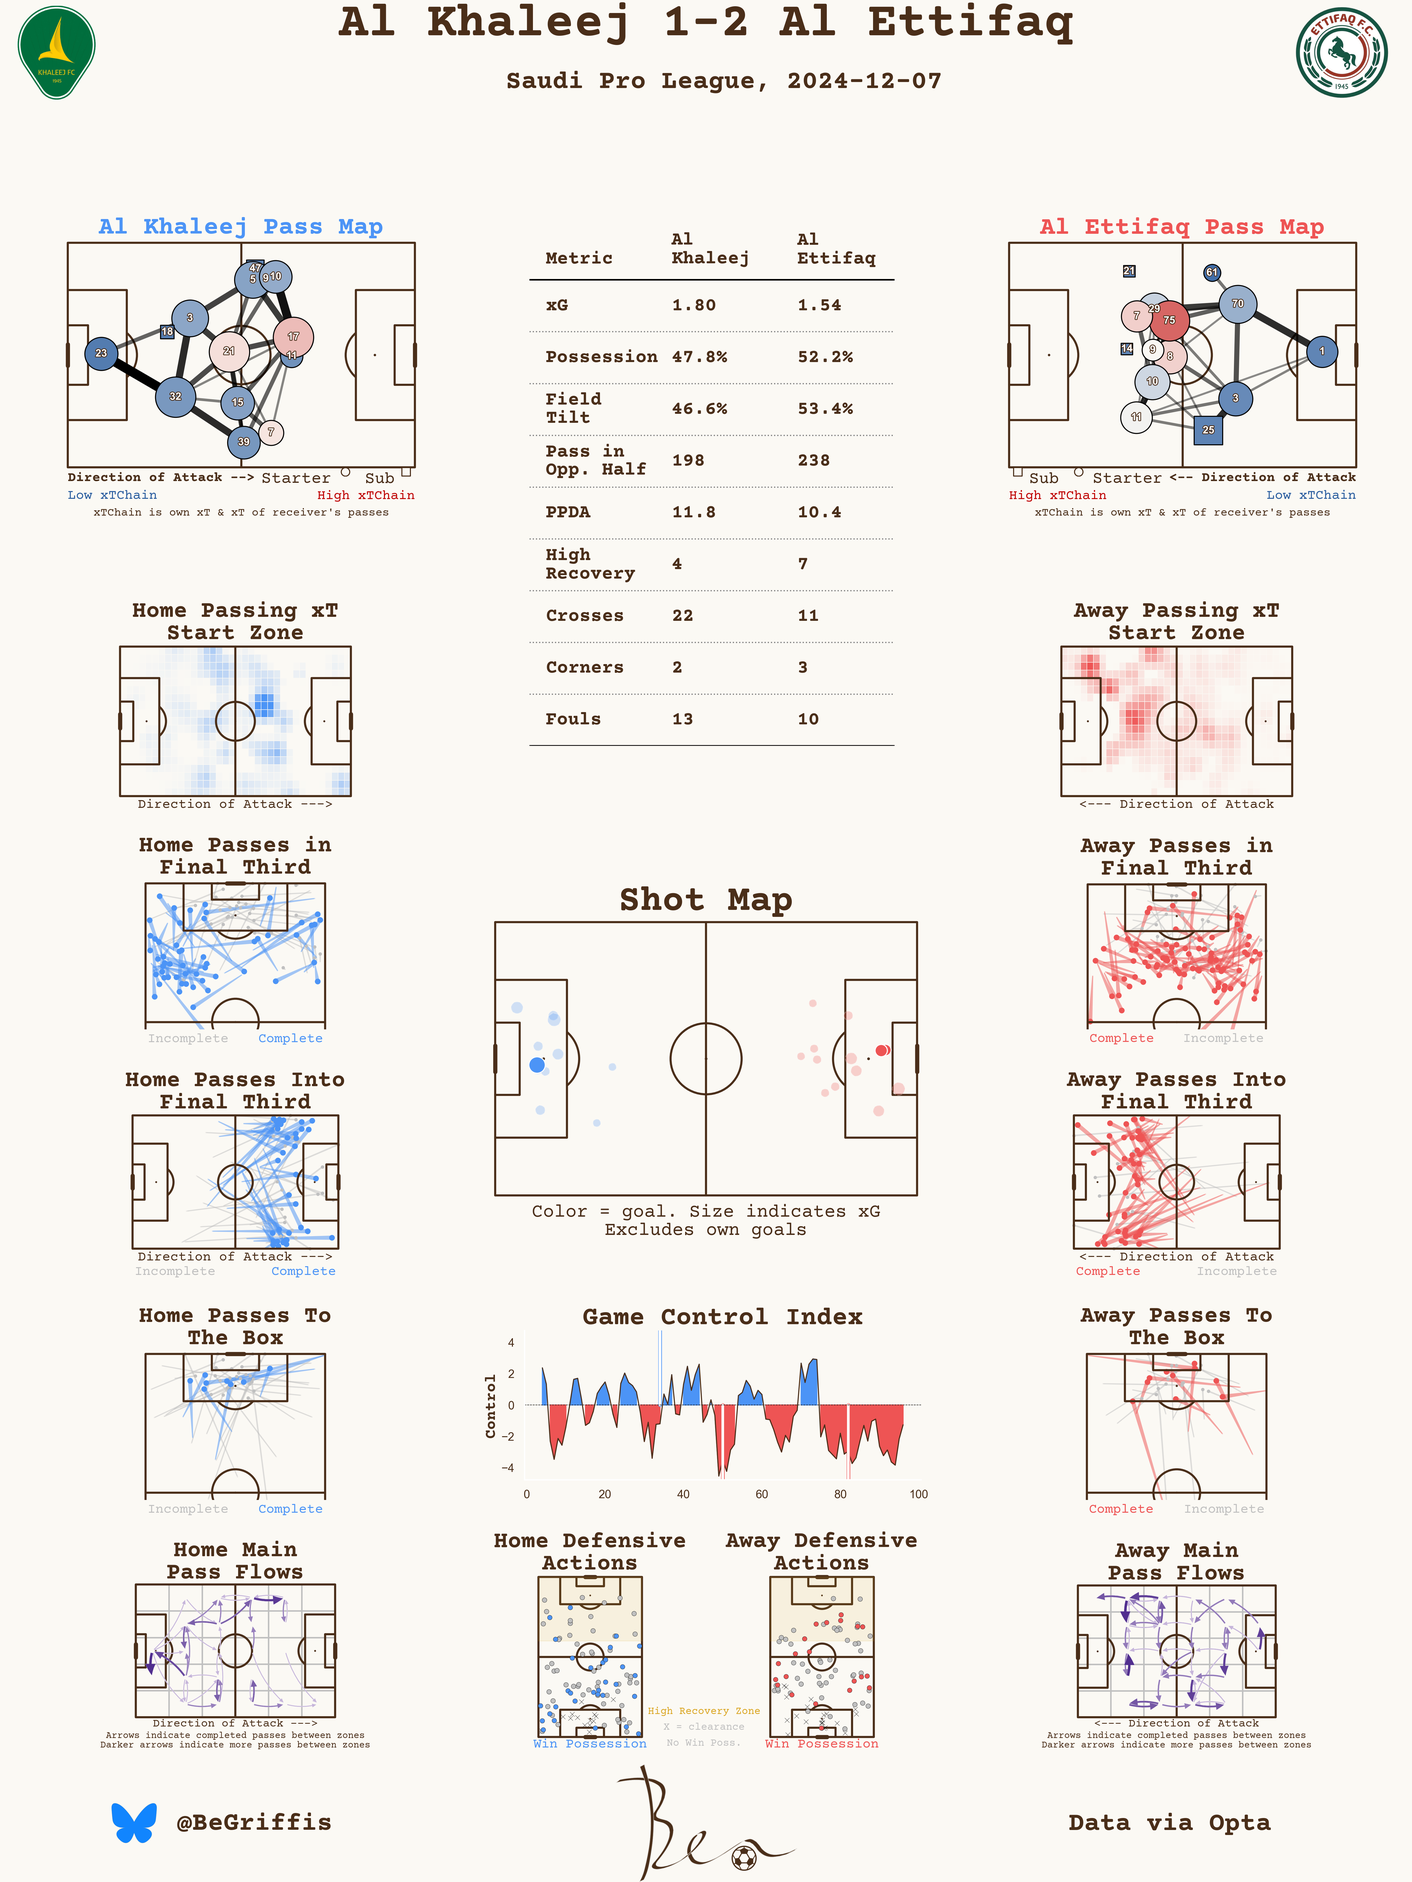 Al Khaleej 1-2 Al Ettifaq
Saudi Pro League, 2024-12-07
KHALEEJ FC
1945
ETTIFAQ F.C.
1945
Al Khaleej Pass Map
23
18
3
32
21
47
5
9
10
17
11
15
39
7
Direction of Attack --> Starter Sub
Low xTChain High xTChain
xTChain is own xT & xT of receiver's passes
Metric Al Khaleej Al Ettifaq
xG 1.80 1.54
Possession 47.8% 52.2%
Field Tilt 46.6% 53.4%
Pass in Opp. Half 198 238
PPDA 11.8 10.4
High Recovery 4 7
Crosses 22 11
Corners 2 3
Fouls 13 10
Al Ettifaq Pass Map
21
61
29
7
75
70
14
9
8
1
10
3
11
25
Sub Starter <-- Direction of Attack
High xTChain Low xTChain
xTChain is own xT & xT of receiver's passes
Home Passing xT
Start Zone
Direction of Attack --->
Away Passing xT
Start Zone
<--- Direction of Attack
Home Passes in
Final Third
Incomplete Complete
Away Passes in
Final Third
Complete Incomplete
Shot Map
Color = goal. Size indicates xG
Excludes own goals
Home Passes Into
Final Third
Direction of Attack --->
Incomplete Complete
Away Passes Into
Final Third
<--- Direction of Attack
Complete Incomplete
Home Passes To
The Box
Incomplete Complete
Game Control Index
Control
4
2
0
−2
−4
0 20 40 60 80 100
Away Passes To
The Box
Complete Incomplete
Home Main
Pass Flows
Direction of Attack --->
Arrows indicate completed passes between zones
Darker arrows indicate more passes between zones
Home Defensive
Actions
Win Possession
Away Defensive
Actions
Win Possession
High Recovery Zone
X = clearance
No Win Poss.
Away Main
Pass Flows
<--- Direction of Attack
Arrows indicate completed passes between zones
Darker arrows indicate more passes between zones
@BeGriffis
Ben
Data via Opta